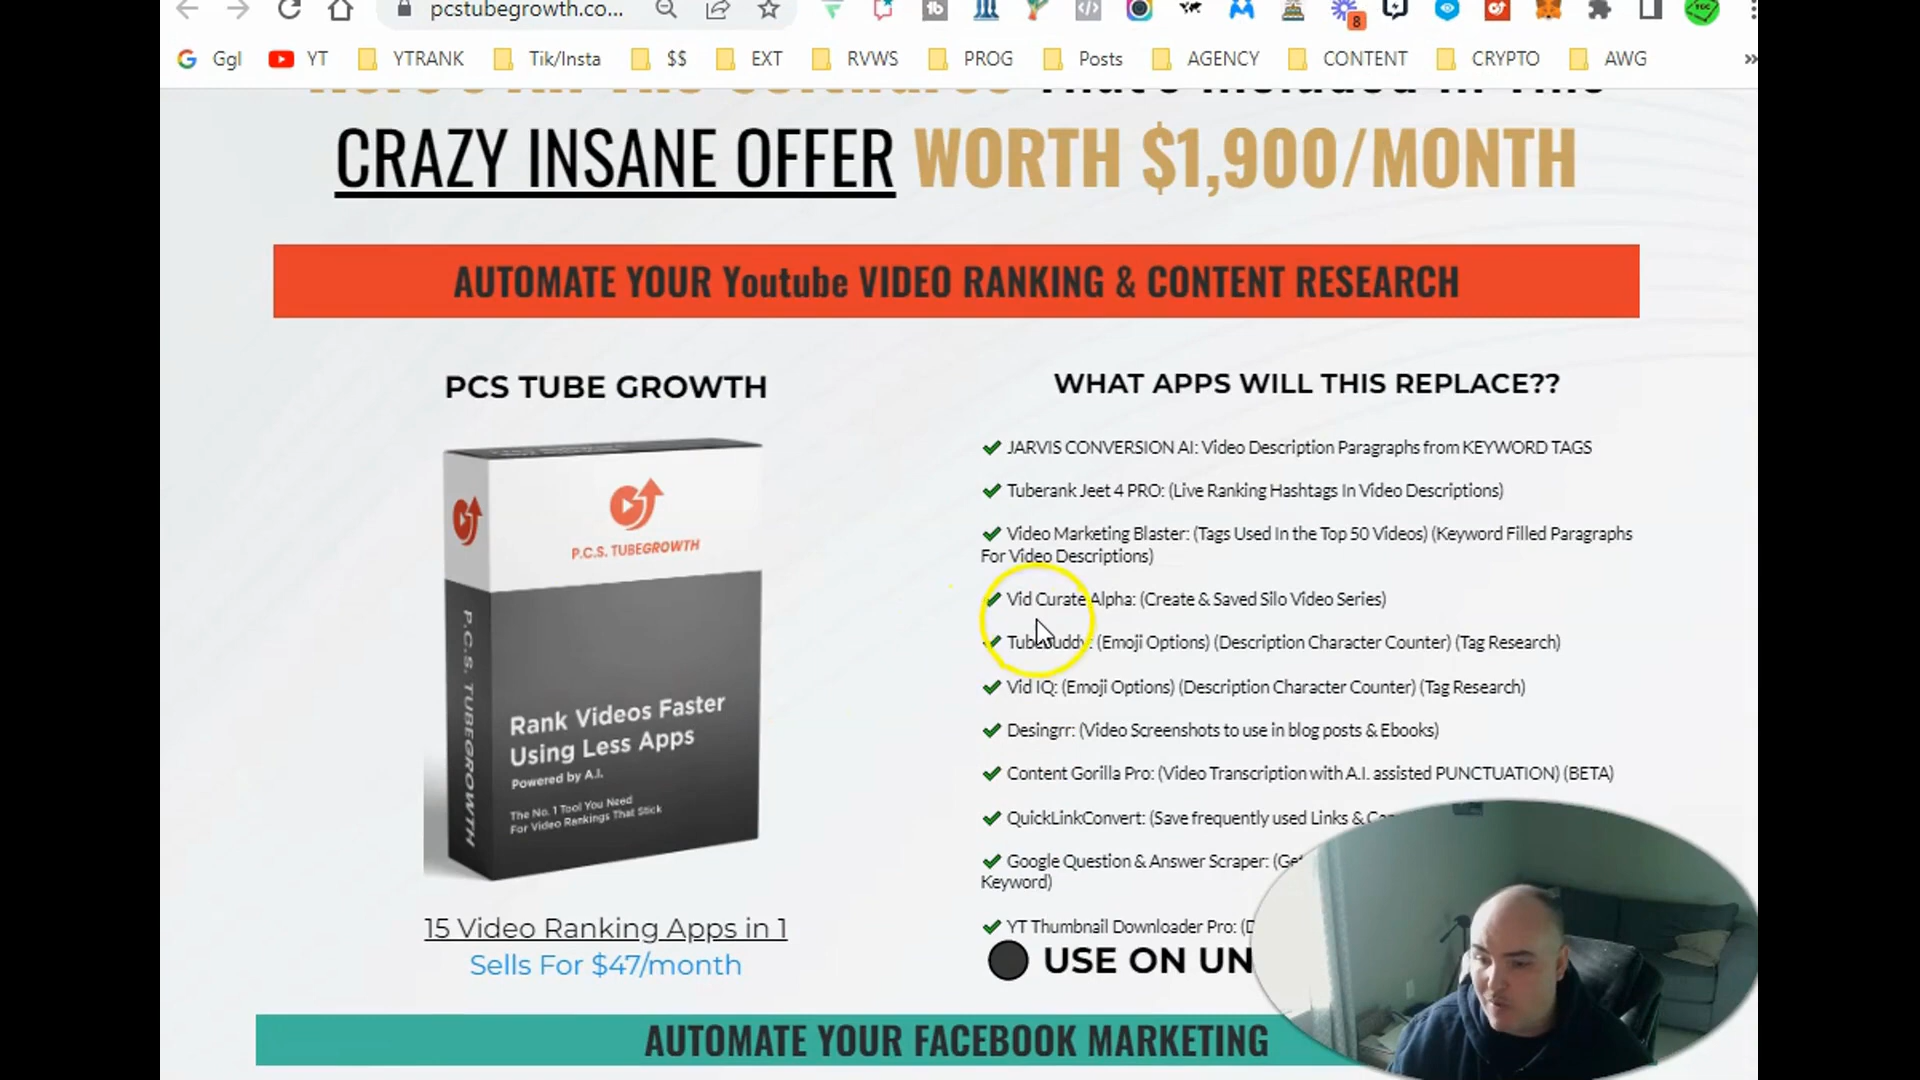 pcstubegrowth.co...
8
Ggl YT YTRANK Tik/Insta $$ EXT RVWS PROG Posts AGENCY CONTENT CRYPTO AWG »
CRAZY INSANE OFFER WORTH $1,900/MONTH
AUTOMATE YOUR Youtube VIDEO RANKING & CONTENT RESEARCH
PCS TUBE GROWTH
P.C.S. TUBEGROWTH
P.C.S. TUBEGROWTH
Rank Videos Faster
Using Less Apps
Powered by A.I.
The No. 1 Tool You Need
For Video Rankings That Stick
15 Video Ranking Apps in 1
Sells For $47/month
WHAT APPS WILL THIS REPLACE??
JARVIS CONVERSION AI: Video Description Paragraphs from KEYWORD TAGS
Tuberank Jeet 4 PRO: (Live Ranking Hashtags In Video Descriptions)
Video Marketing Blaster: (Tags Used In the Top 50 Videos) (Keyword Filled Paragraphs
For Video Descriptions)
Vid Curate Alpha: (Create & Saved Silo Video Series)
TubeBuddy: (Emoji Options) (Description Character Counter) (Tag Research)
Vid IQ: (Emoji Options) (Description Character Counter) (Tag Research)
Desingrr: (Video Screenshots to use in blog posts & Ebooks)
Content Gorilla Pro: (Video Transcription with A.I. assisted PUNCTUATION) (BETA)
QuickLinkConvert: (Save frequently used Links &
Google Question & Answer Scraper: (Get
Keyword)
YT Thumbnail Downloader Pro: (D
USE ON UN
AUTOMATE YOUR FACEBOOK MARKETING